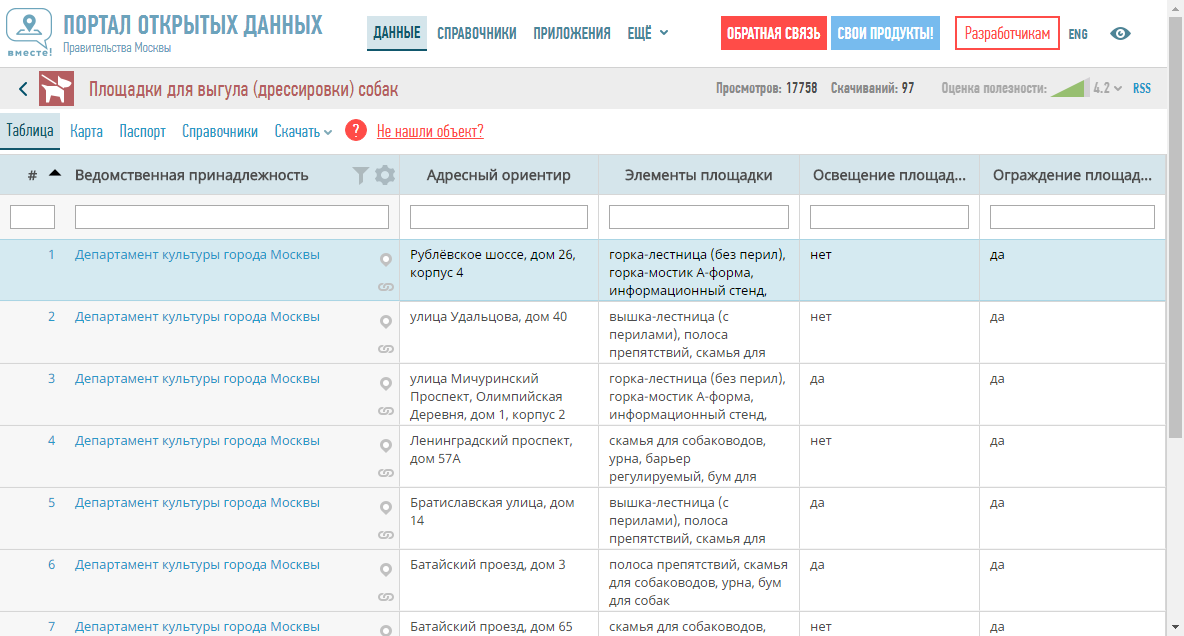 вместе!
ПОРТАЛ ОТКРЫТЫХ ДАННЫХ
Правительства Москвы
ДАННЫЕ СПРАВОЧНИКИ ПРИЛОЖЕНИЯ ЕЩЁ
ОБРАТНАЯ СВЯЗЬ СВОИ ПРОДУКТЫ! Разработчикам ENG
Площадки для выгула (дрессировки) собак
Просмотров: 17758 Скачиваний: 97 Оценка полезности: 4.2 RSS
Таблица Карта Паспорт Справочники Скачать ? Не нашли объект?
# Ведомственная принадлежность Адресный ориентир Элементы площадки Освещение площад... Ограждение площад...
1 Департамент культуры города Москвы Рублёвское шоссе, дом 26, горка-лестница (без перил), нет да
корпус 4 горка-мостик А-форма,
информационный стенд,
2 Департамент культуры города Москвы улица Удальцова, дом 40 вышка-лестница (с нет да
перилами), полоса
препятствий, скамья для
3 Департамент культуры города Москвы улица Мичуринский горка-лестница (без перил), да да
Проспект, Олимпийская горка-мостик А-форма,
Деревня, дом 1, корпус 2 информационный стенд,
4 Департамент культуры города Москвы Ленинградский проспект, скамья для собаководов, нет да
дом 57А урна, барьер
регулируемый, бум для
5 Департамент культуры города Москвы Братиславская улица, дом вышка-лестница (с да да
14 перилами), полоса
препятствий, скамья для
6 Департамент культуры города Москвы Батайский проезд, дом 3 полоса препятствий, скамья да да
для собаководов, урна, бум
для собак
7 Департамент культуры города Москвы Батайский проезд, дом 65 скамья для собаководов, нет да